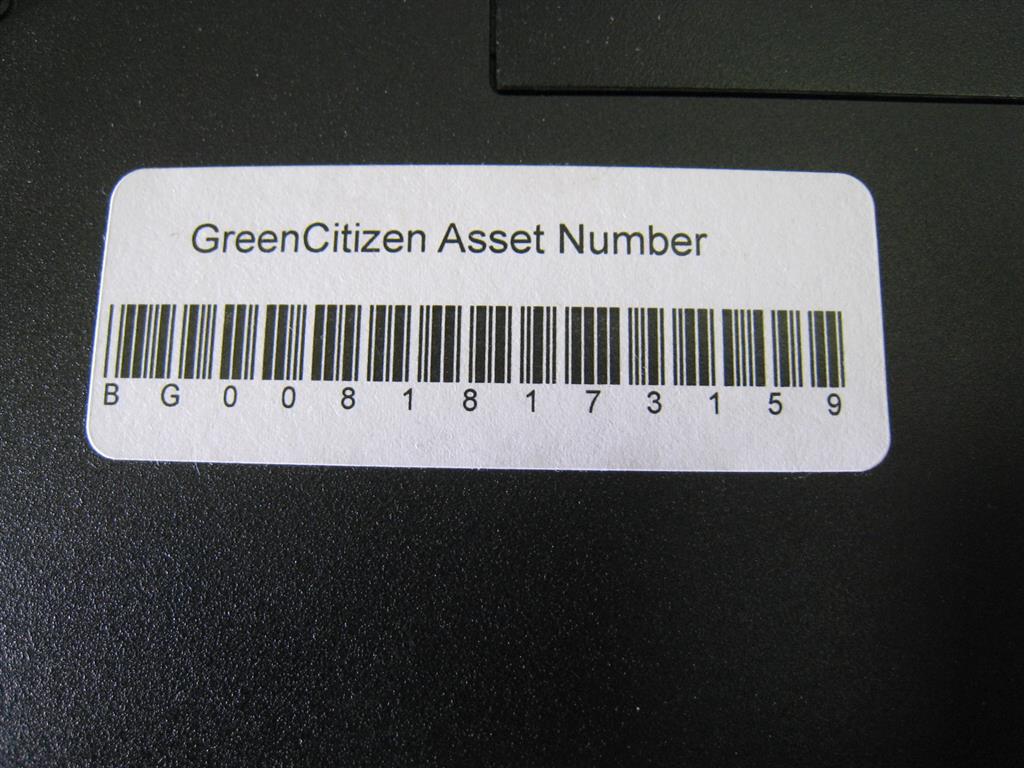 GreenCitizen Asset Number
B G 0 0 8 1 8 1 7 3 1 5 9